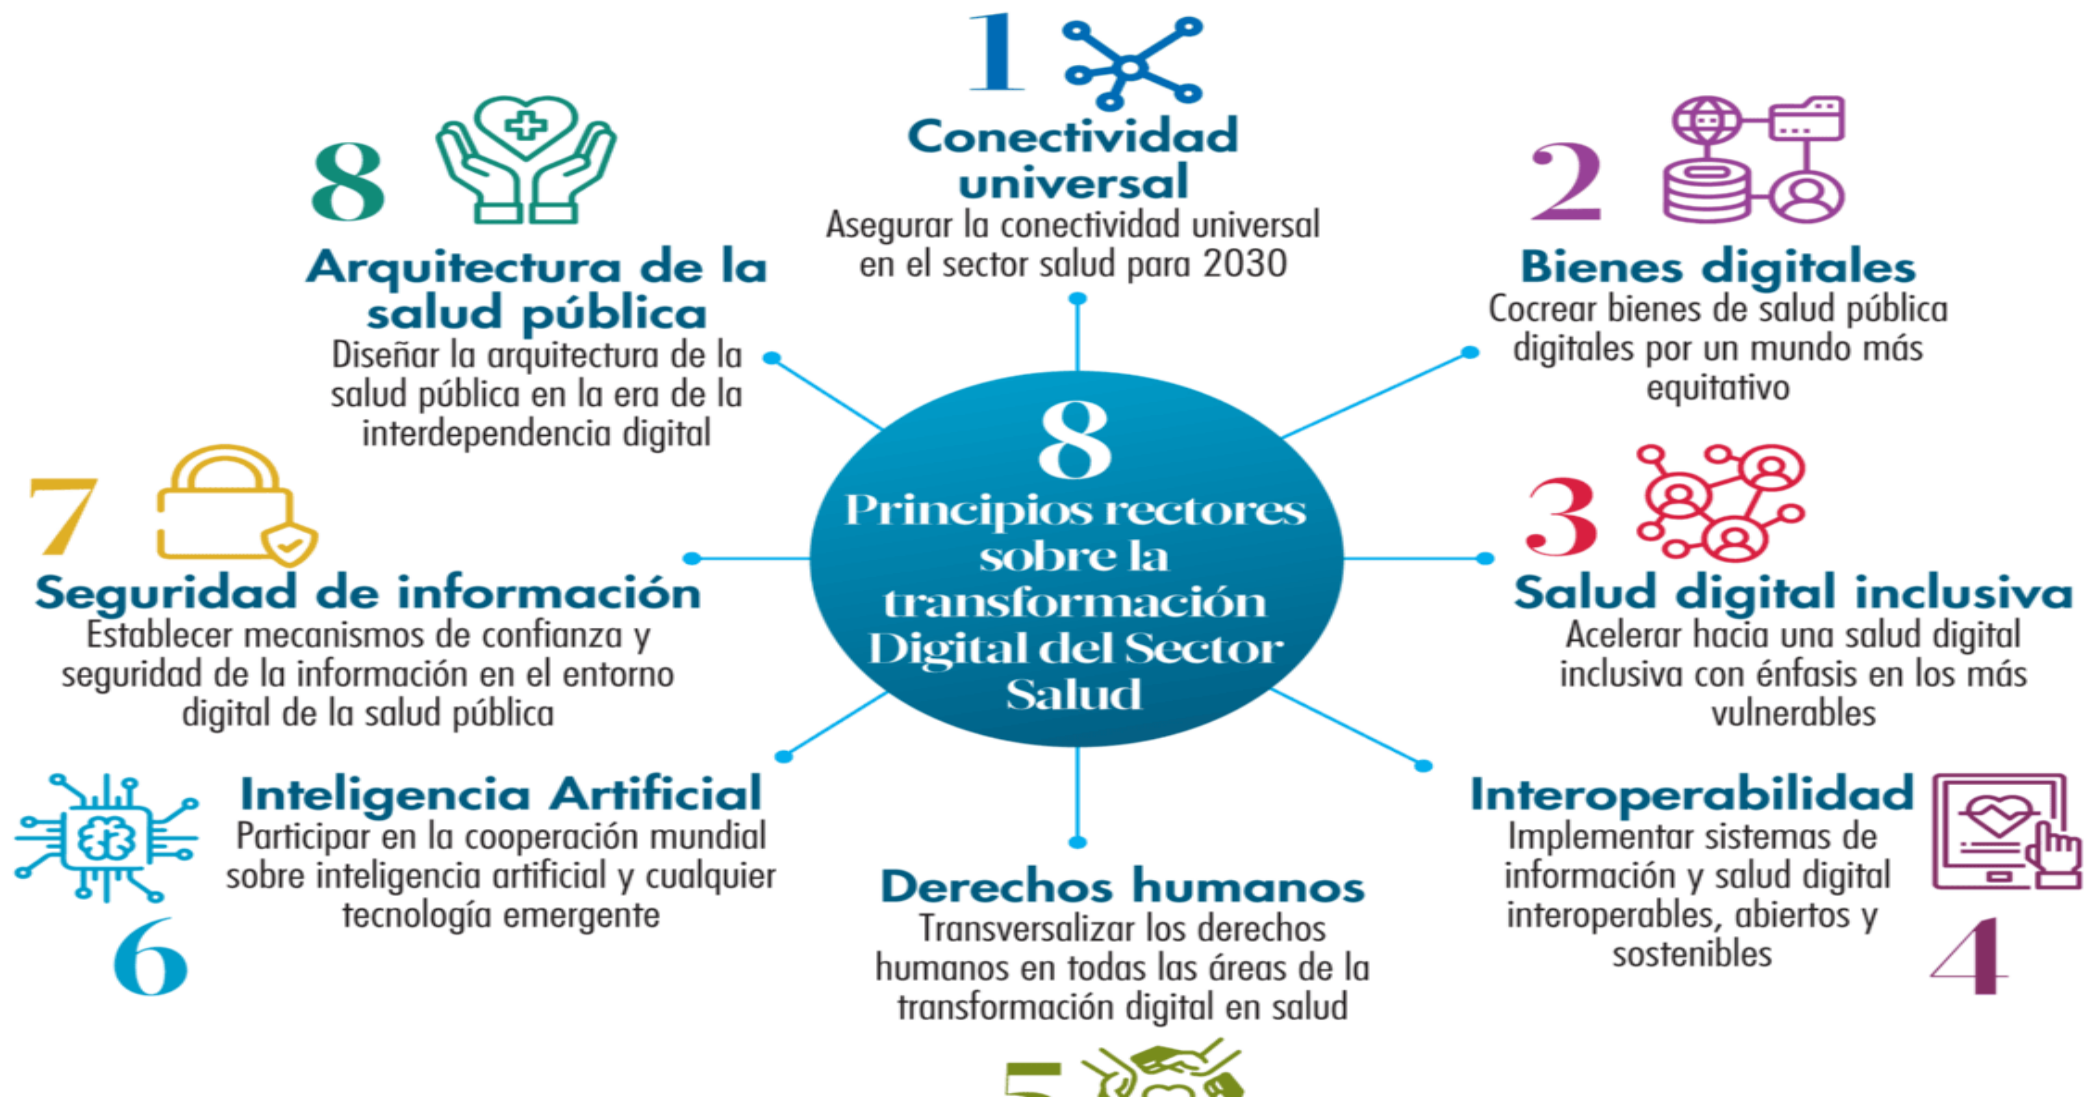 8
Principios rectores
sobre la
transformación
Digital del Sector
Salud
1
Conectividad
universal
Asegurar la conectividad universal
en el sector salud para 2030
2
Bienes digitales
Cocrear bienes de salud pública
digitales por un mundo más
equitativo
3
Salud digital inclusiva
Acelerar hacia una salud digital
inclusiva con énfasis en los más
vulnerables
Interoperabilidad
Implementar sistemas de
información y salud digital
interoperables, abiertos y
sostenibles
4
Derechos humanos
Transversalizar los derechos
humanos en todas las áreas de la
transformación digital en salud
5
Inteligencia Artificial
Participar en la cooperación mundial
sobre inteligencia artificial y cualquier
tecnología emergente
6
7
Seguridad de información
Establecer mecanismos de confianza y
seguridad de la información en el entorno
digital de la salud pública
8
Arquitectura de la
salud pública
Diseñar la arquitectura de la
salud pública en la era de la
interdependencia digital